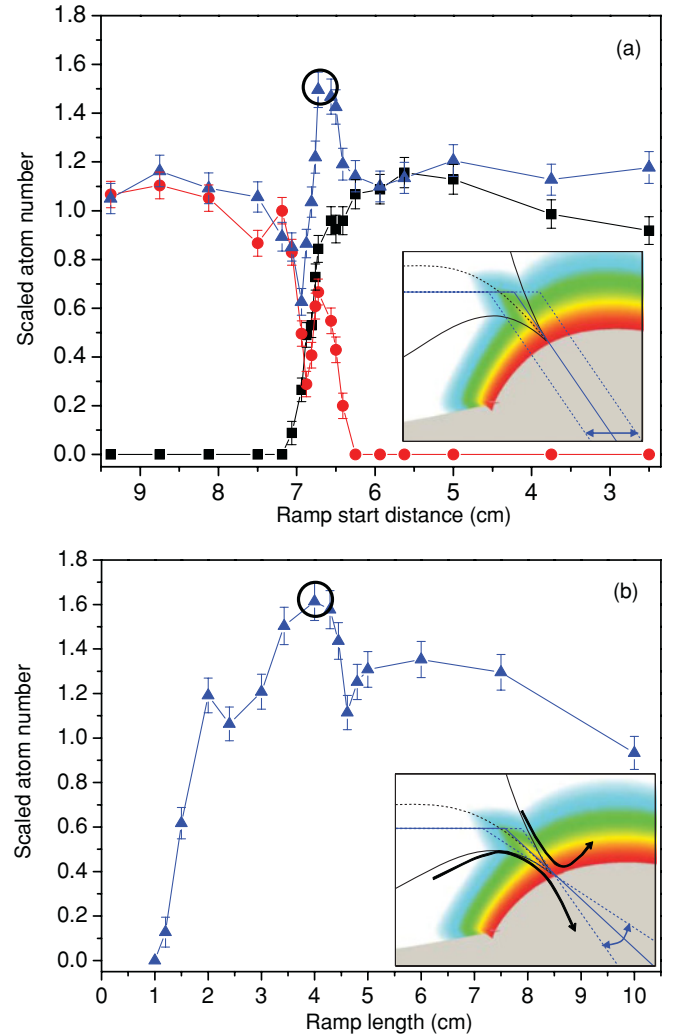 1.8
1.6
1.4
1.2
1.0
0.8
0.6
0.4
0.2
0.0
Scaled atom number
(a)
9 8 7 6 5 4 3
Ramp start distance (cm)
1.8
1.6
1.4
1.2
1.0
0.8
0.6
0.4
0.2
0.0
Scaled atom number
(b)
0 1 2 3 4 5 6 7 8 9 10
Ramp length (cm)